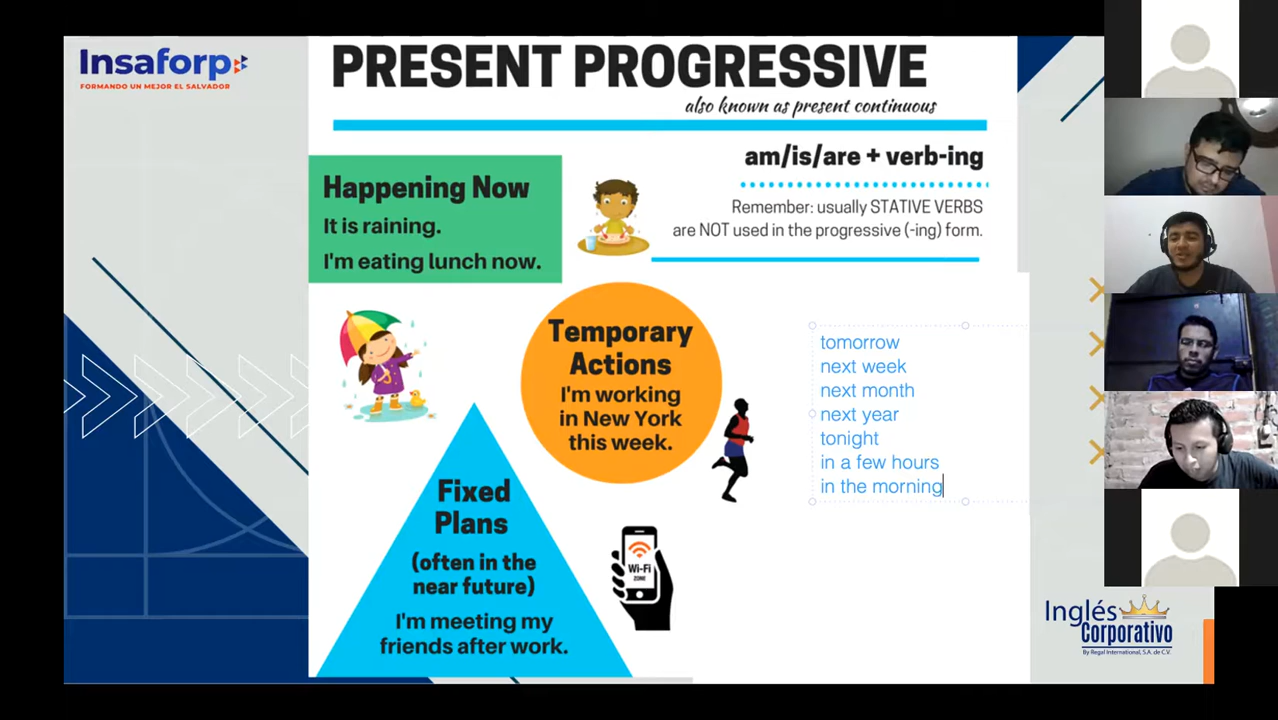 Insaforp
FORMANDO UN MEJOR EL SALVADOR
PRESENT PROGRESSIVE
also known as present continuous
am/is/are + verb-ing
Remember: usually STATIVE VERBS
are NOT used in the progressive (-ing) form.
Happening Now
It is raining.
I'm eating lunch now.
Temporary
Actions
I'm working
in New York
this week.
tomorrow
next week
next month
next year
tonight
in a few hours
in the morning
Fixed
Plans
(often in the
near future)
I'm meeting my
friends after work.
Wi-Fi
ZONE
Inglés
Corporativo
By Regal International, S.A. de C.V.